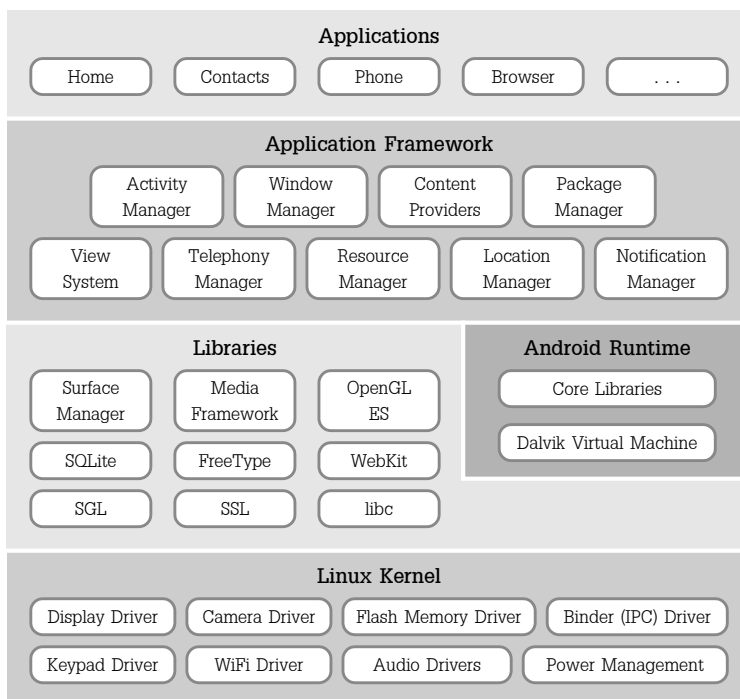 Applications
Home
Contacts
Phone
Browser
. . .
Application Framework
Activity
Manager
Window
Manager
Content
Providers
Package
Manager
View
System
Telephony
Manager
Resource
Manager
Location
Manager
Notification
Manager
Libraries
Surface
Manager
Media
Framework
OpenGL
ES
SQLite
FreeType
WebKit
SGL
SSL
libc
Android Runtime
Core Libraries
Dalvik Virtual Machine
Linux Kernel
Display Driver
Camera Driver
Flash Memory Driver
Binder (IPC) Driver
Keypad Driver
WiFi Driver
Audio Drivers
Power Management